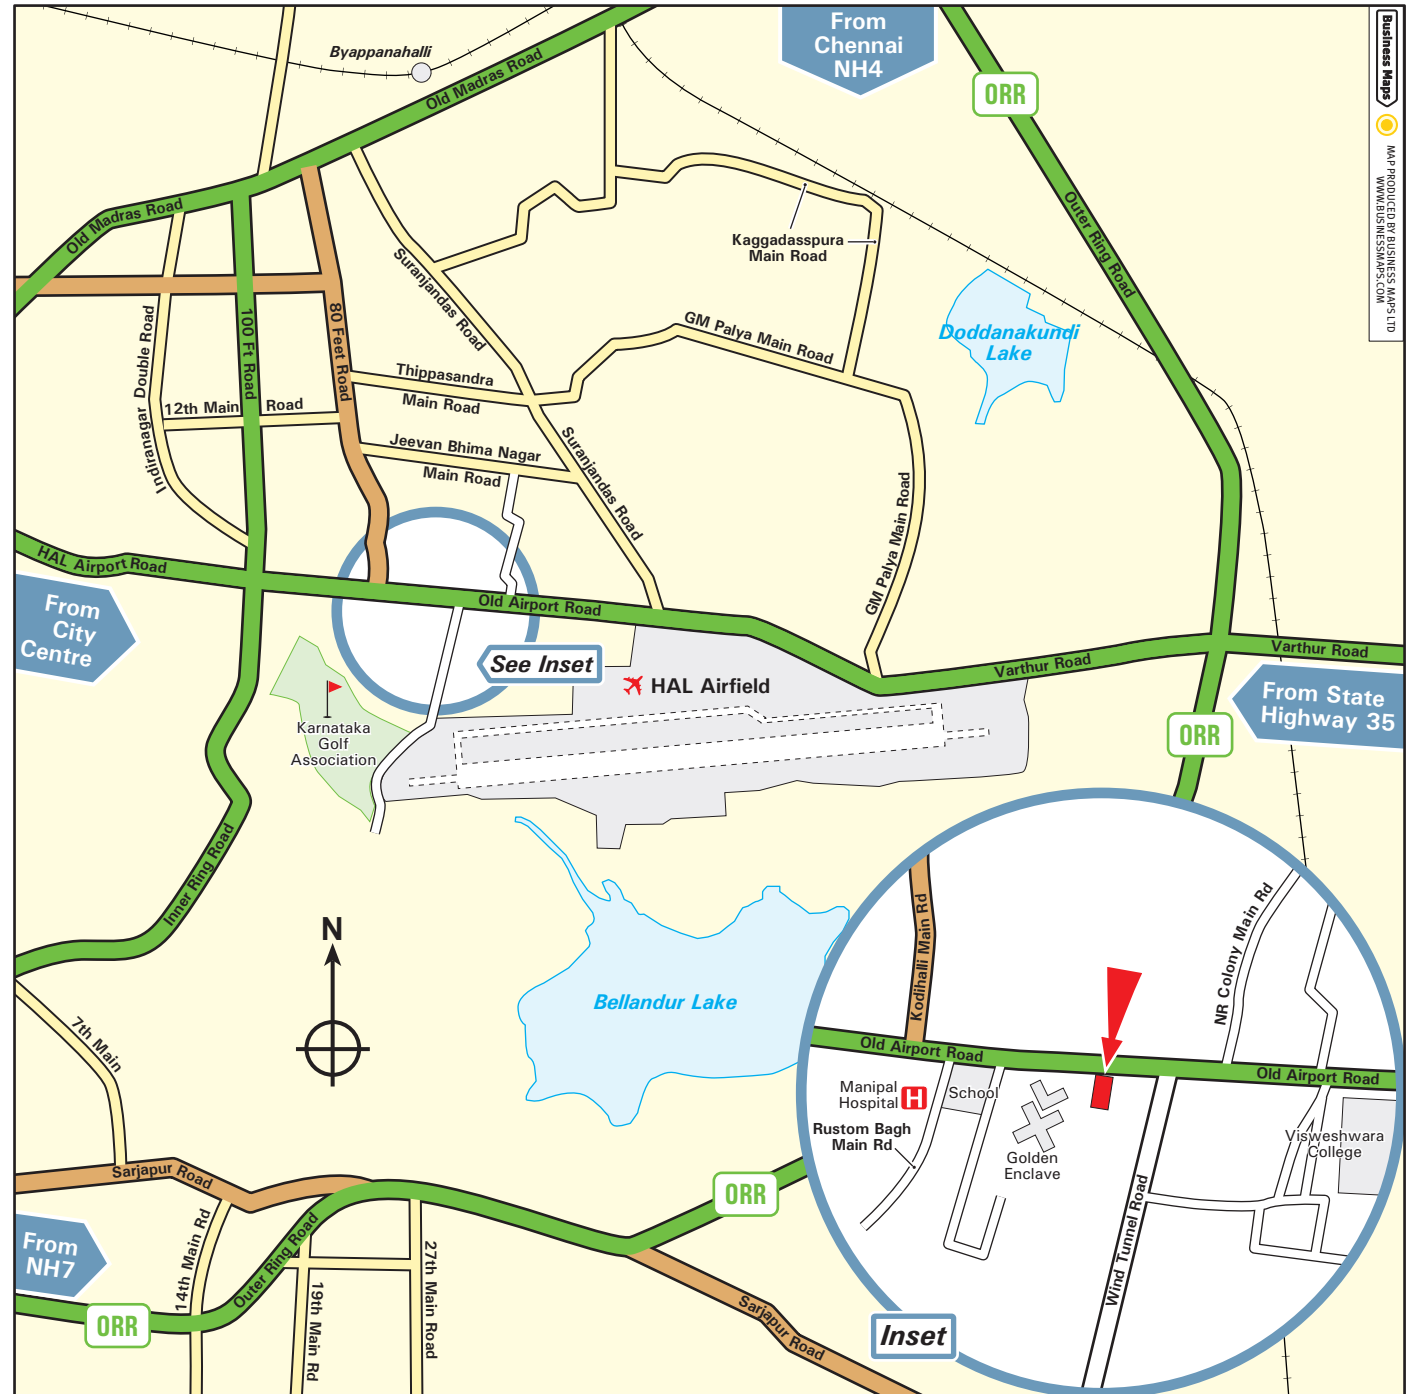 Byappanahalli
Old Madras Road
From
Chennai
NH4
ORR
Business Maps
MAP PRODUCED BY BUSINESS MAPS LTD
WWW.BUSINESSMAPS.COM
Old Madras Road
Outer Ring Road
Kaggadasspura
Main Road
Suranjandas Road
Doddanakundi
Lake
GM Palya Main Road
Indiranagar Double Road
100 Ft Road
80 Feet Road
Thippasandra
Main Road
12th Main Road
Jeevan Bhima Nagar
Main Road
Suranjandas Road
GM Palya Main Road
HAL Airport Road
Old Airport Road
From
City
Centre
See Inset
HAL Airfield
Varthur Road
Varthur Road
From State
Highway 35
ORR
Karnataka
Golf
Association
Inner Ring Road
N
Bellandur Lake
7th Main
Kodihalli Main Rd
NR Colony Main Rd
Old Airport Road
Old Airport Road
Manipal
Hospital
H
School
Rustom Bagh
Main Rd
Golden
Enclave
Visweshwara
College
Wind Tunnel Road
Inset
Sarjapur Road
ORR
From
NH7
14th Main Rd
Outer Ring Road
19th Main Rd
27th Main Road
ORR
Sarjapur Road